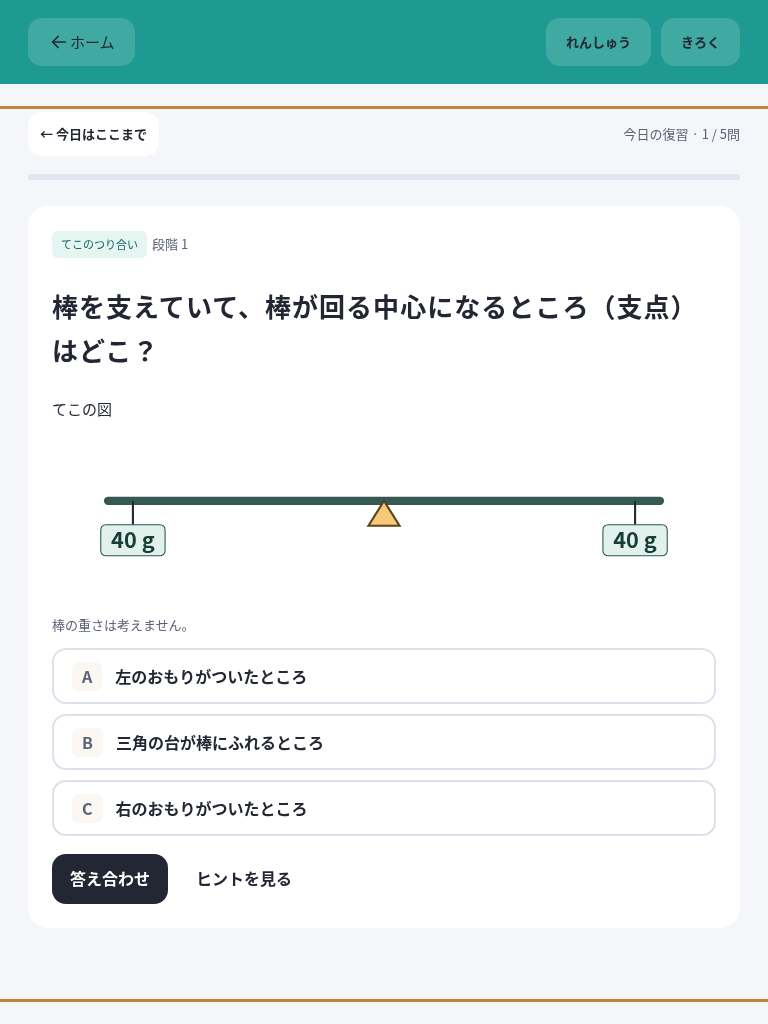 ← ホーム
れんしゅう
きろく
← 今日はここまで
今日の復習 · 1 / 5問
てこのつり合い 段階 1
棒を支えていて、棒が回る中心になるところ（支点）
はどこ？
てこの図
40 g
40 g
棒の重さは考えません。
A 左のおもりがついたところ
B 三角の台が棒にふれるところ
C 右のおもりがついたところ
答え合わせ
ヒントを見る